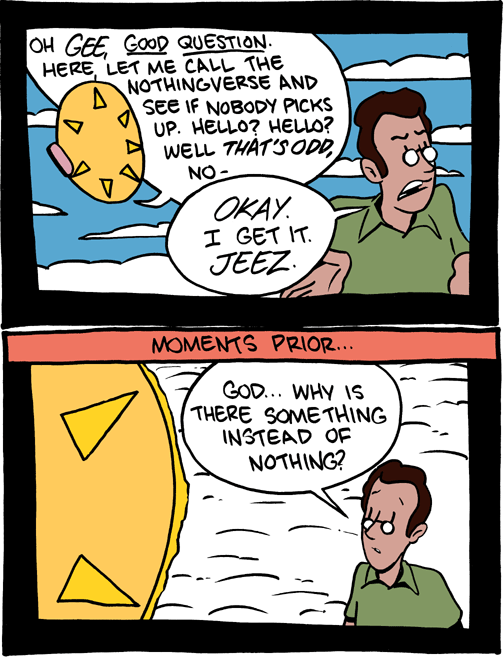 OH GEE, GOOD QUESTION.
HERE, LET ME CALL THE
NOTHINGVERSE AND
SEE IF NOBODY PICKS
UP. HELLO? HELLO?
WELL THAT'S ODD,
NO-
OKAY.
I GET IT.
JEEZ.
MOMENTS PRIOR...
GOD... WHY IS
THERE SOMETHING
INSTEAD OF
NOTHING?